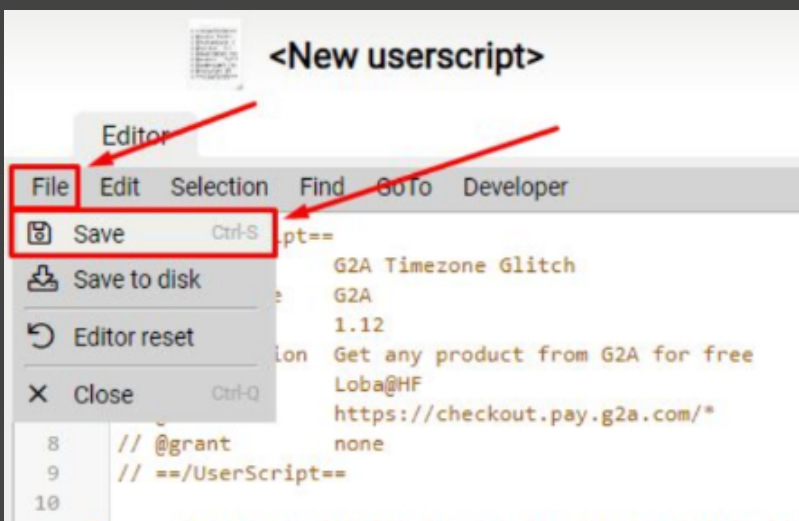 <New userscript>
Editor
File Edit Selection Find GoTo Developer
Save Ctrl-S
Save to disk
Editor reset
Close Ctrl-Q
ipt==
G2A Timezone Glitch
G2A
1.12
ion Get any product from G2A for free
Loba@HF
https://checkout.pay.g2a.com/*
8 // @grant none
9 // ==/UserScript==
10